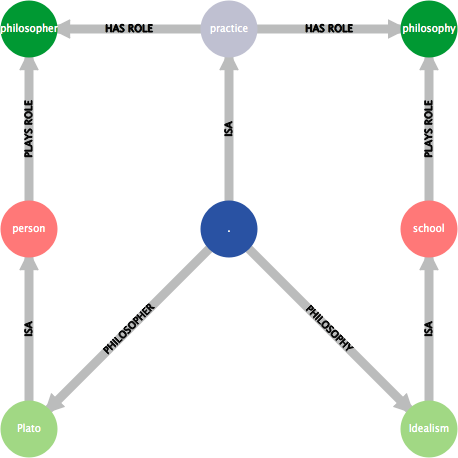 philosopher
HAS ROLE
practice
HAS ROLE
philosophy
PLAYS ROLE
ISA
PLAYS ROLE
person
.
school
ISA
PHILOSOPHER
PHILOSOPHY
ISA
Plato
Idealism